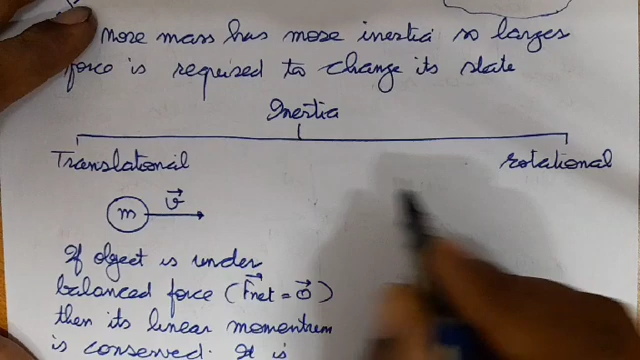 More mass has more inertia so larger
force is required to change its state
Inertia
Translational
rotational
m
v⃗
If object is under
balanced force (F⃗net = 0⃗)
then its linear momentum
is conserved. It is